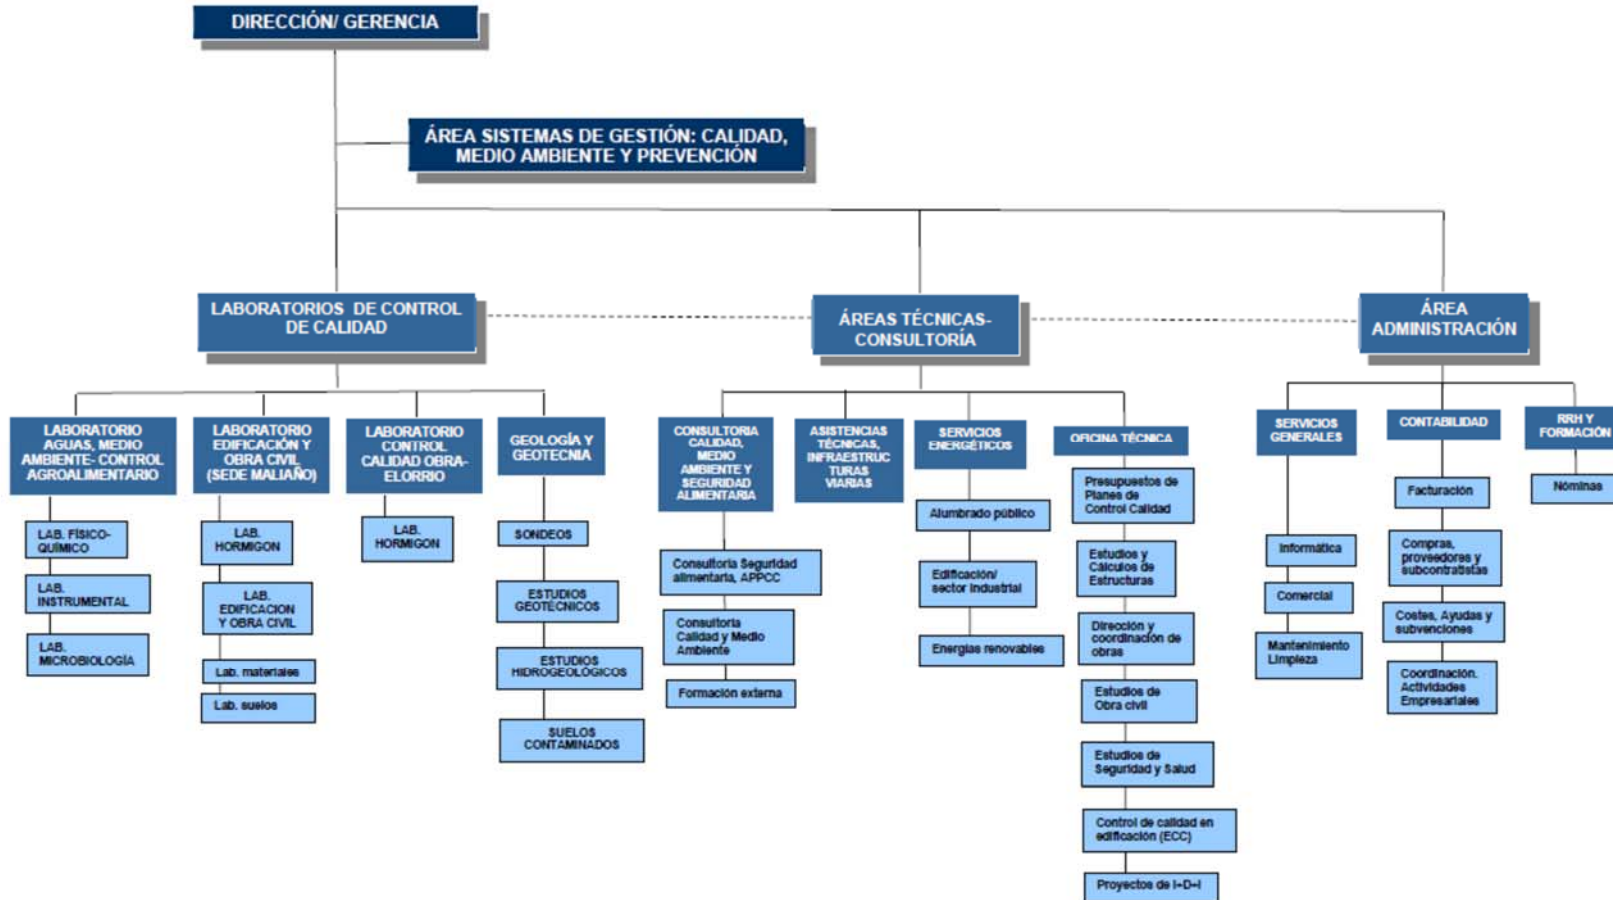 DIRECCIÓN/ GERENCIA
ÁREA SISTEMAS DE GESTIÓN: CALIDAD,
MEDIO AMBIENTE Y PREVENCIÓN
LABORATORIOS DE CONTROL
DE CALIDAD
ÁREAS TÉCNICAS-
CONSULTORÍA
ÁREA
ADMINISTRACIÓN
LABORATORIO
AGUAS, MEDIO
AMBIENTE- CONTROL
AGROALIMENTARIO
LAB. FÍSICO-
QUÍMICO
LAB.
INSTRUMENTAL
LAB.
MICROBIOLOGÍA
LABORATORIO
EDIFICACIÓN Y
OBRA CIVIL
(SEDE MALIAÑO)
LAB.
HORMIGON
LAB.
EDIFICACION
Y OBRA CIVIL
Lab. materiales
Lab. suelos
LABORATORIO
CONTROL
CALIDAD OBRA-
ELORRIO
LAB.
HORMIGON
GEOLOGÍA Y
GEOTECNIA
SONDEOS
ESTUDIOS
GEOTÉCNICOS
ESTUDIOS
HIDROGEOLÓGICOS
SUELOS
CONTAMINADOS
CONSULTORIA
CALIDAD,
MEDIO
AMBIENTE Y
SEGURIDAD
ALIMENTARIA
Consultoría Seguridad
alimentaria, APPCC
Consultoría
Calidad y Medio
Ambiente
Formación externa
ASISTENCIAS
TÉCNICAS,
INFRAESTRUC
TURAS
VIARIAS
SERVICIOS
ENERGÉTICOS
Alumbrado público
Edificación/
sector Industrial
Energías renovables
OFICINA TÉCNICA
Presupuestos de
Planes de
Control Calidad
Estudios y
Cálculos de
Estructuras
Dirección y
coordinación de
obras
Estudios de
Obra civil
Estudios de
Seguridad y Salud
Control de calidad en
edificación (ECC)
Proyectos de I+D+I
SERVICIOS
GENERALES
Informática
Comercial
Mantenimiento
Limpieza
CONTABILIDAD
Facturación
Compras,
proveedores y
subcontratistas
Costes, Ayudas y
subvenciones
Coordinación.
Actividades
Empresariales
RRH Y
FORMACIÓN
Nóminas